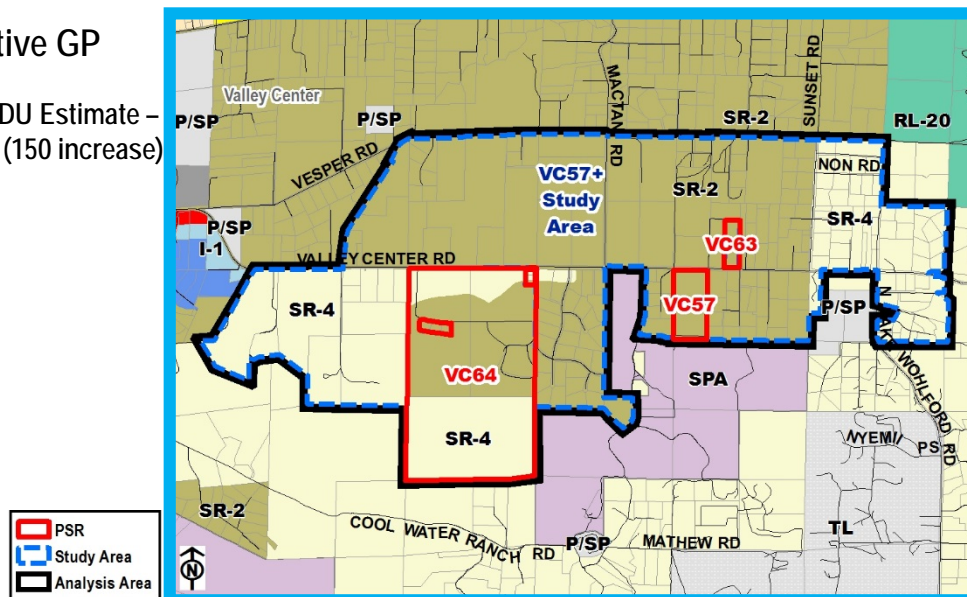 tive GP
DU Estimate –
(150 increase)
Valley Center
P/SP
P/SP
MACTAN RD
SUNSET RD
SR-2
RL-20
VESPER RD
VC57+
Study
Area
SR-2
NON RD
SR-4
P/SP
I-1
VC63
VALLEY CENTER RD
SR-4
VC57
P/SP
VC64
SPA
WOHLFORD RD
SR-4
NYEMII
PS
SR-2
COOL WATER RANCH RD
P/SP
MATHEW RD
TL
PSR
Study Area
Analysis Area
N